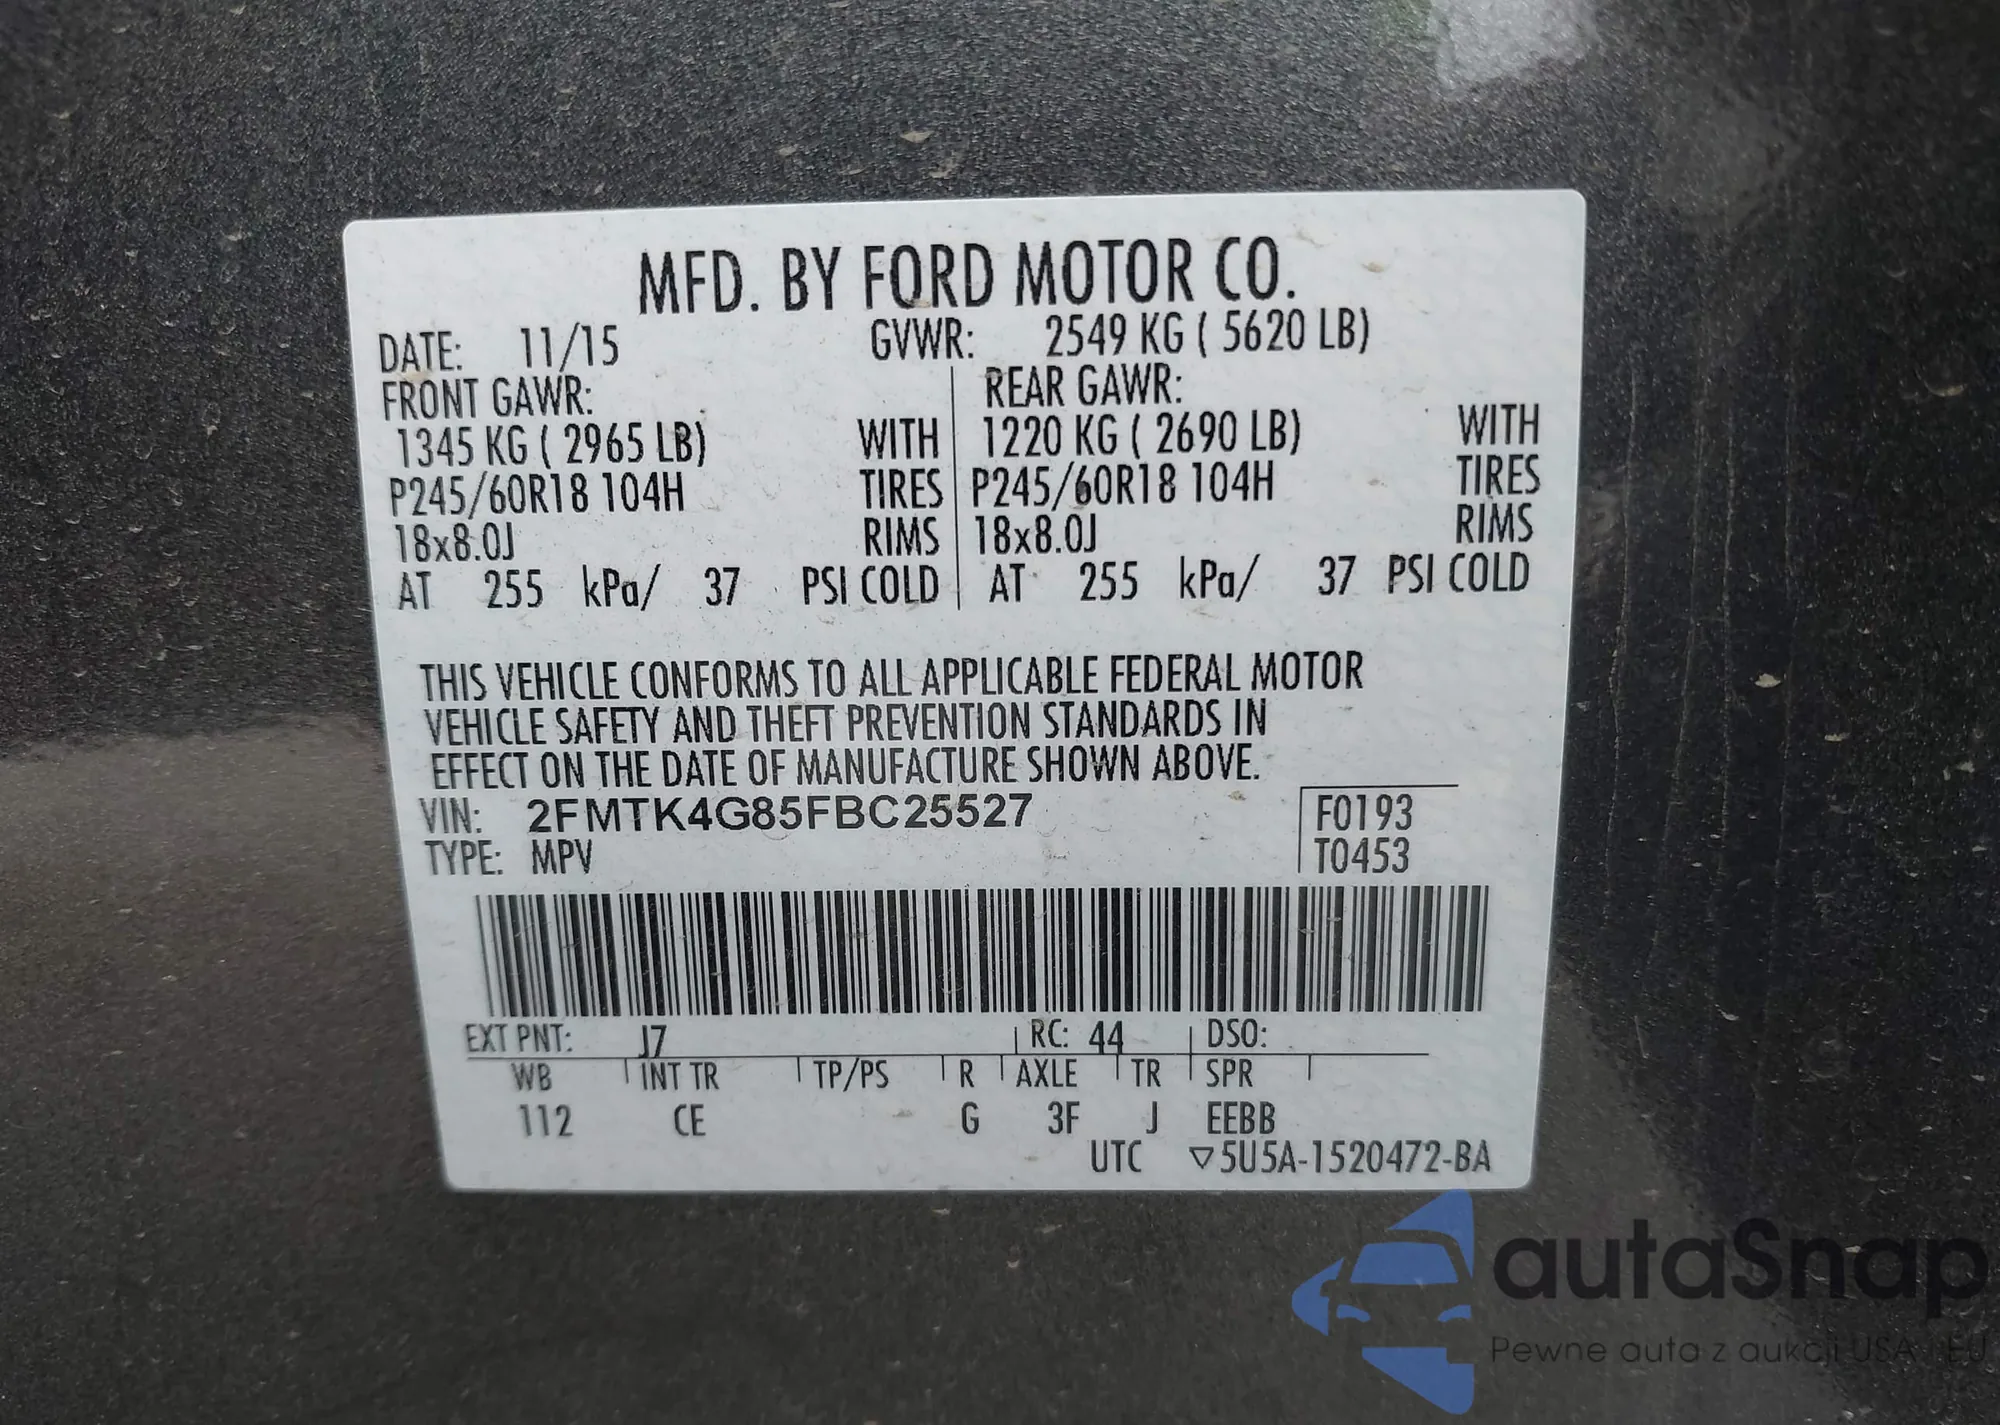 MFD. BY FORD MOTOR CO.
DATE: 11/15 GVWR: 2549 KG ( 5620 LB)
FRONT GAWR: REAR GAWR:
1345 KG ( 2965 LB) WITH 1220 KG ( 2690 LB) WITH
P245/60R18 104H TIRES P245/60R18 104H TIRES
18x8.0J RIMS 18x8.0J RIMS
AT 255 kPa/ 37 PSI COLD AT 255 kPa/ 37 PSI COLD
THIS VEHICLE CONFORMS TO ALL APPLICABLE FEDERAL MOTOR
VEHICLE SAFETY AND THEFT PREVENTION STANDARDS IN
EFFECT ON THE DATE OF MANUFACTURE SHOWN ABOVE.
VIN: 2FMTK4G85FBC25527 F0193
TYPE: MPV T0453
EXT PNT: J7 RC: 44 DSO:
WB INT TR TP/PS R AXLE TR SPR
112 CE G 3F J EEBB
UTC ▽5U5A-1520472-BA
autaSnap
Pewne auta z aukcji USA i EU